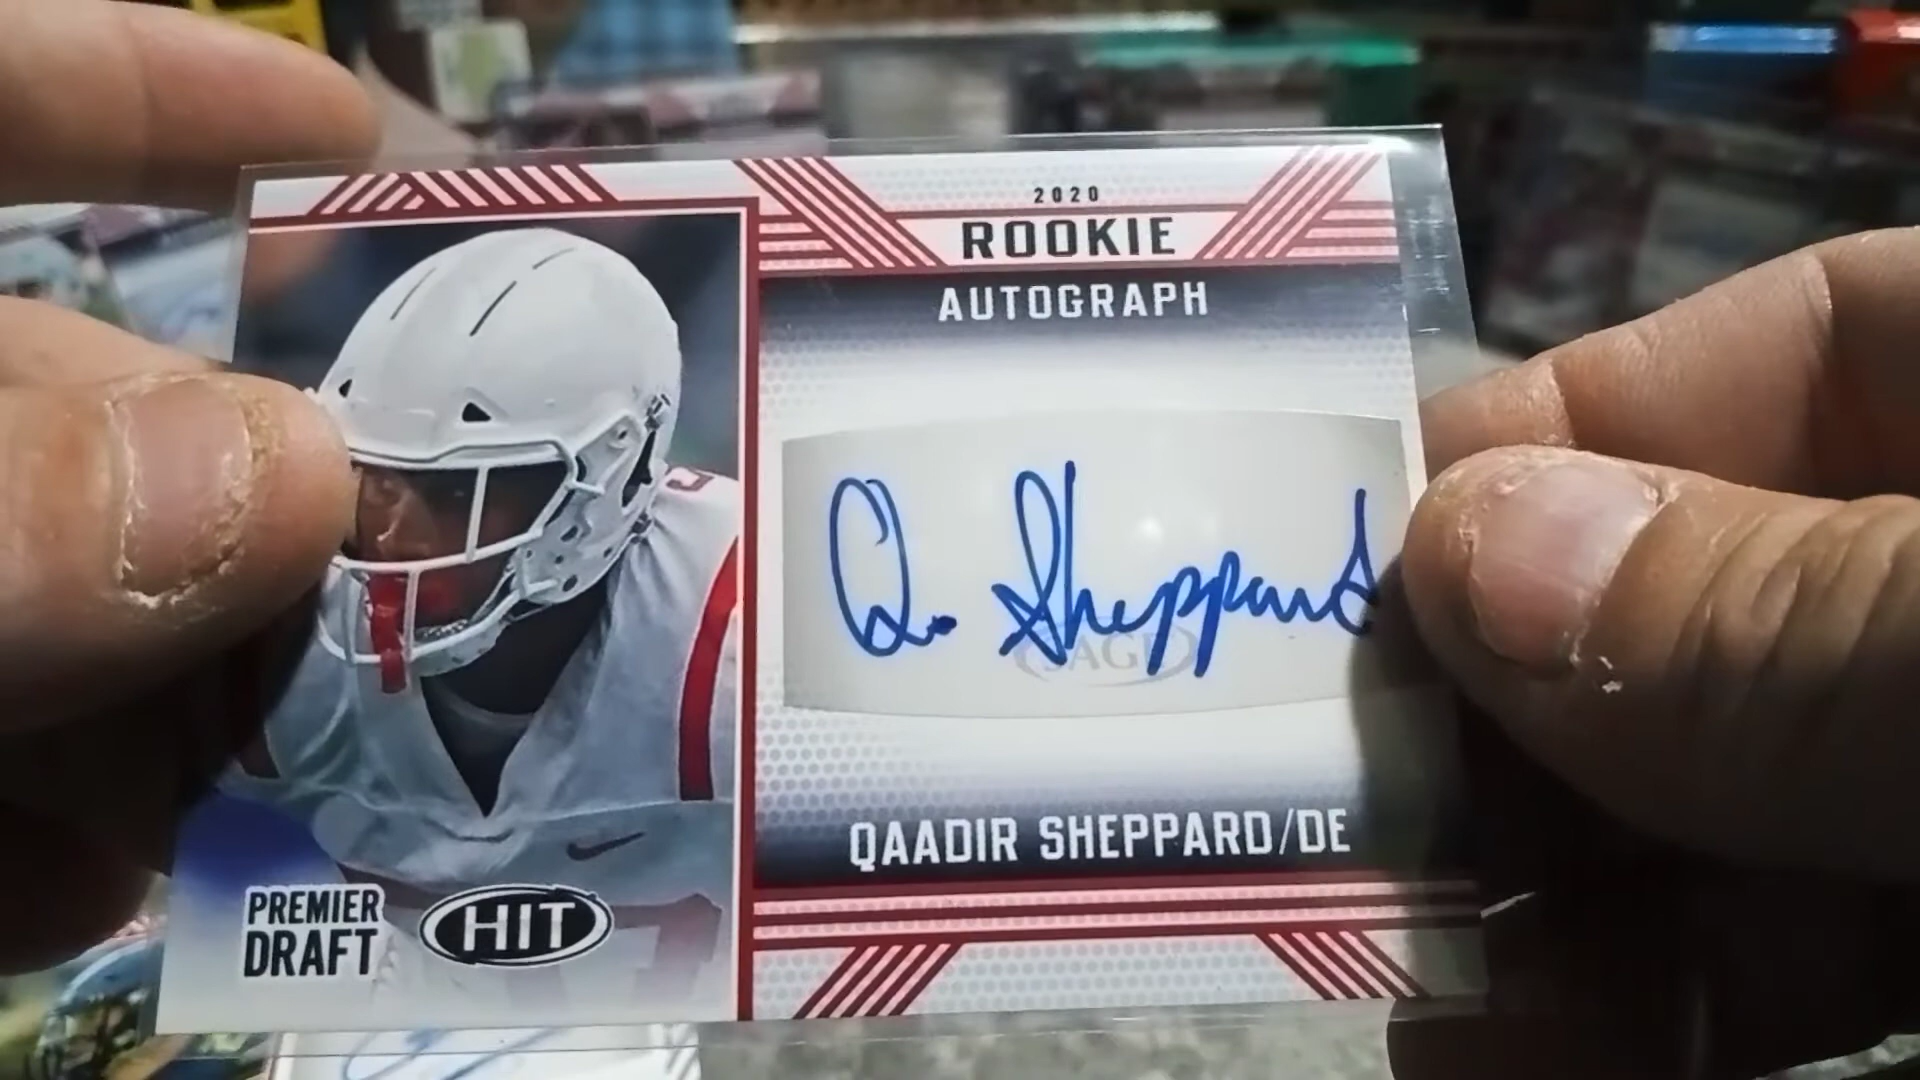 2020
ROOKIE
AUTOGRAPH
Q. Sheppard
SAGE
QAADIR SHEPPARD/DE
PREMIER
DRAFT
HIT